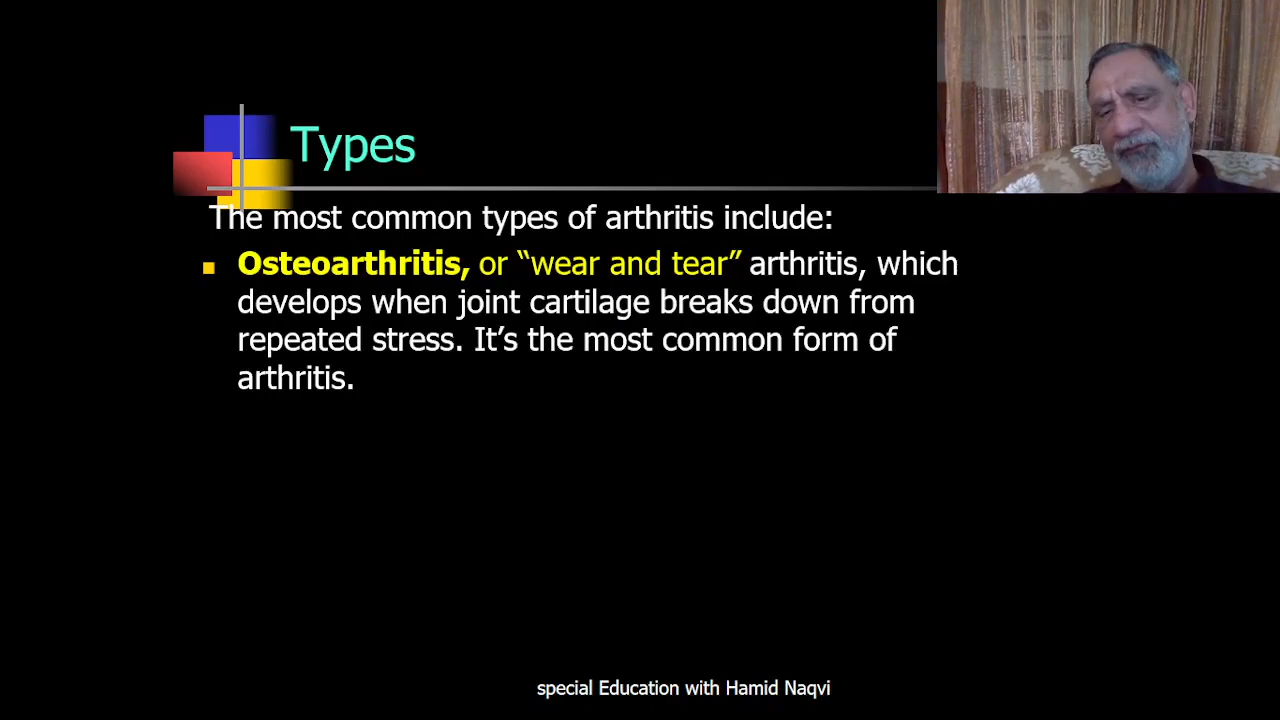 Types
The most common types of arthritis include:
Osteoarthritis, or “wear and tear” arthritis, which
develops when joint cartilage breaks down from
repeated stress. It’s the most common form of
arthritis.
special Education with Hamid Naqvi